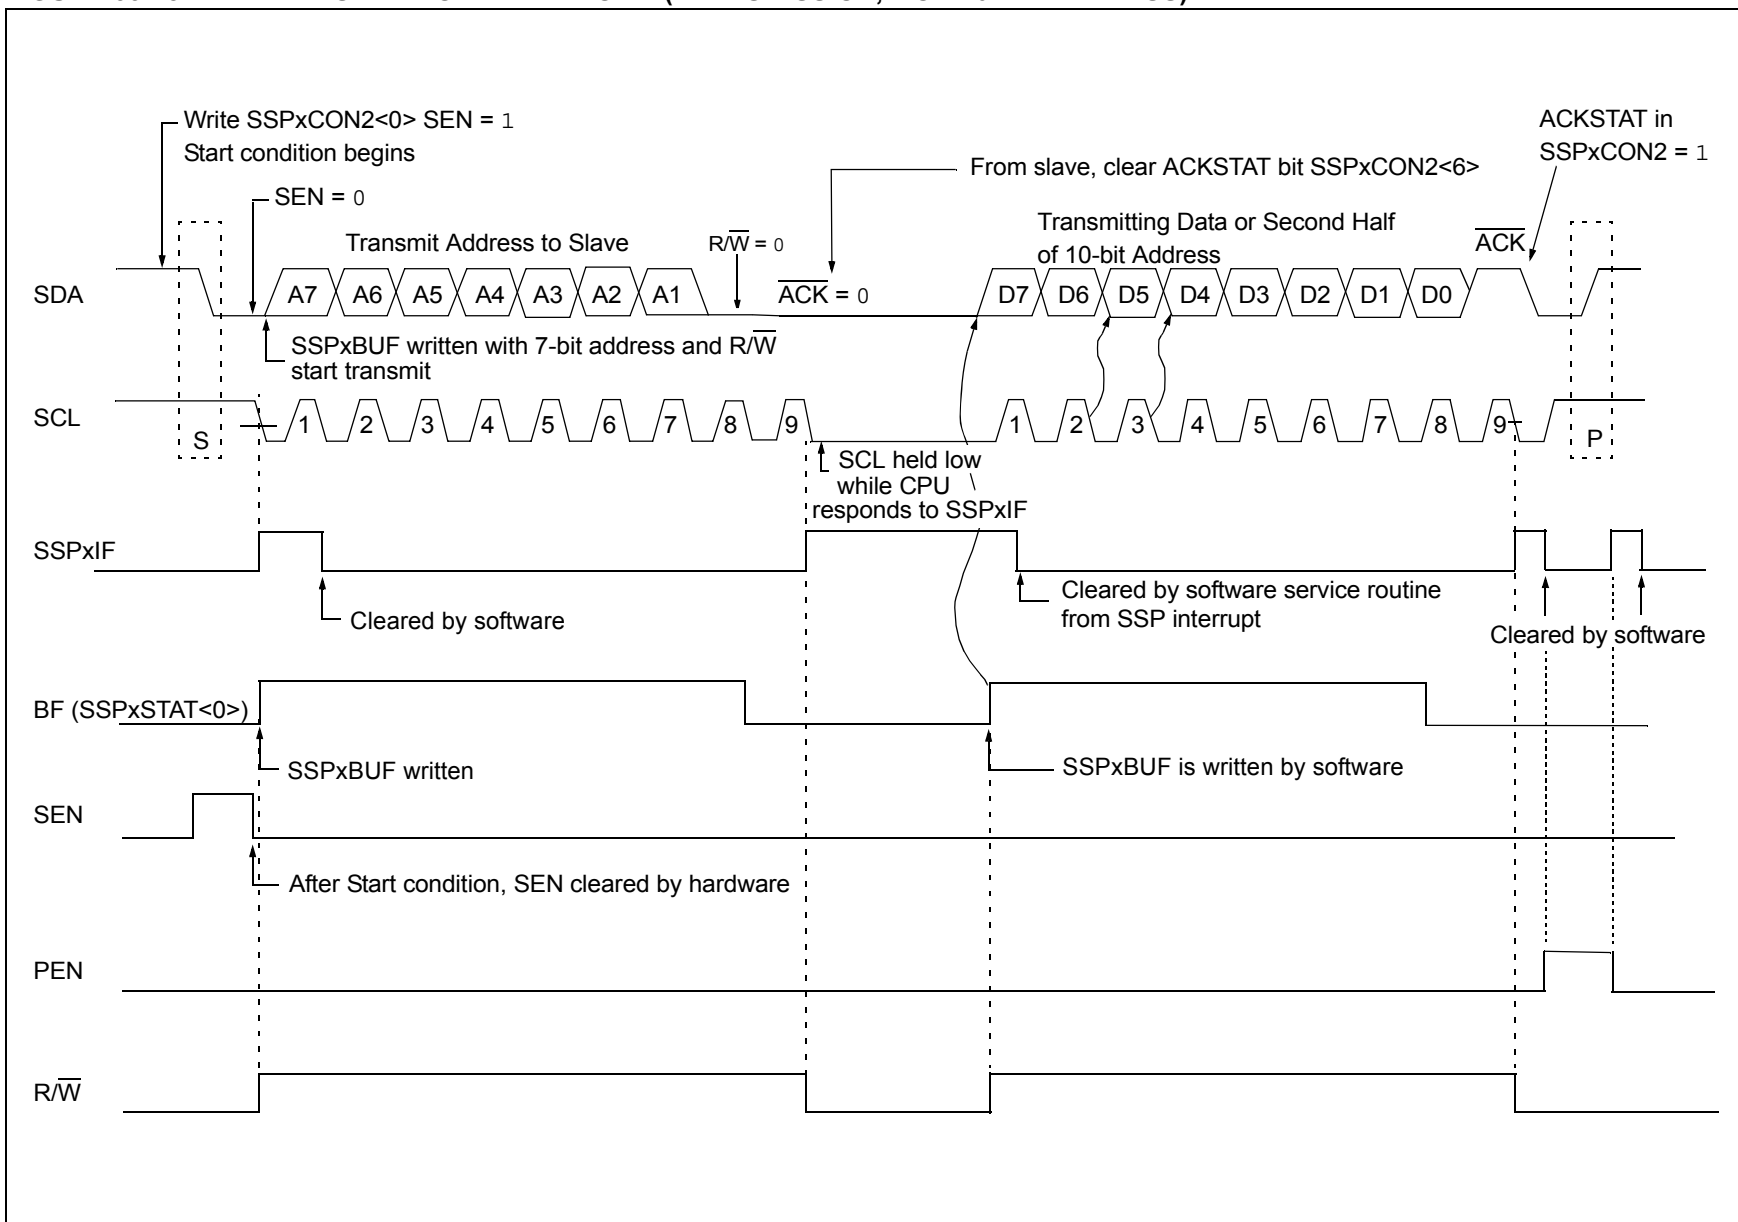 Write SSPxCON2<0> SEN = 1
Start condition begins
ACKSTAT in
SSPxCON2 = 1
From slave, clear ACKSTAT bit SSPxCON2<6>
SEN = 0
Transmitting Data or Second Half
of 10-bit Address
Transmit Address to Slave
R/W̅ = 0
A̅C̅K̅
SDA
A7 A6 A5 A4 A3 A2 A1
A̅C̅K̅ = 0
D7 D6 D5 D4 D3 D2 D1 D0
SSPxBUF written with 7-bit address and R/W̅
start transmit
SCL
S
1 2 3 4 5 6 7 8 9
1 2 3 4 5 6 7 8 9
P
SCL held low
while CPU
responds to SSPxIF
SSPxIF
Cleared by software
Cleared by software service routine
from SSP interrupt
Cleared by software
BF (SSPxSTAT<0>)
SSPxBUF written
SSPxBUF is written by software
SEN
After Start condition, SEN cleared by hardware
PEN
R/W̅